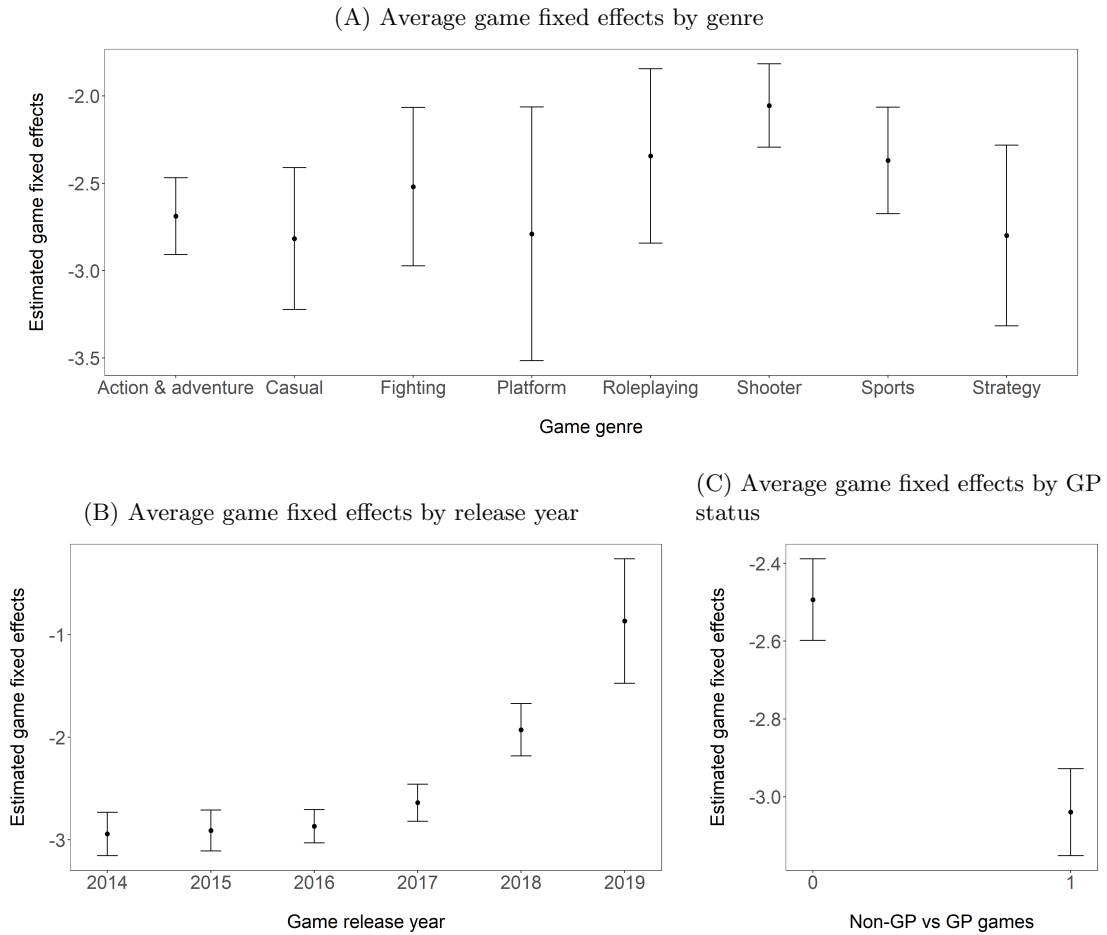 (A) Average game fixed effects by genre
Estimated game fixed effects
-2.0
-2.5
-3.0
-3.5
Action & adventure Casual Fighting Platform Roleplaying Shooter Sports Strategy
Game genre
(B) Average game fixed effects by release year
Estimated game fixed effects
-1
-2
-3
2014 2015 2016 2017 2018 2019
Game release year
(C) Average game fixed effects by GP
status
Estimated game fixed effects
-2.4
-2.6
-2.8
-3.0
0 1
Non-GP vs GP games